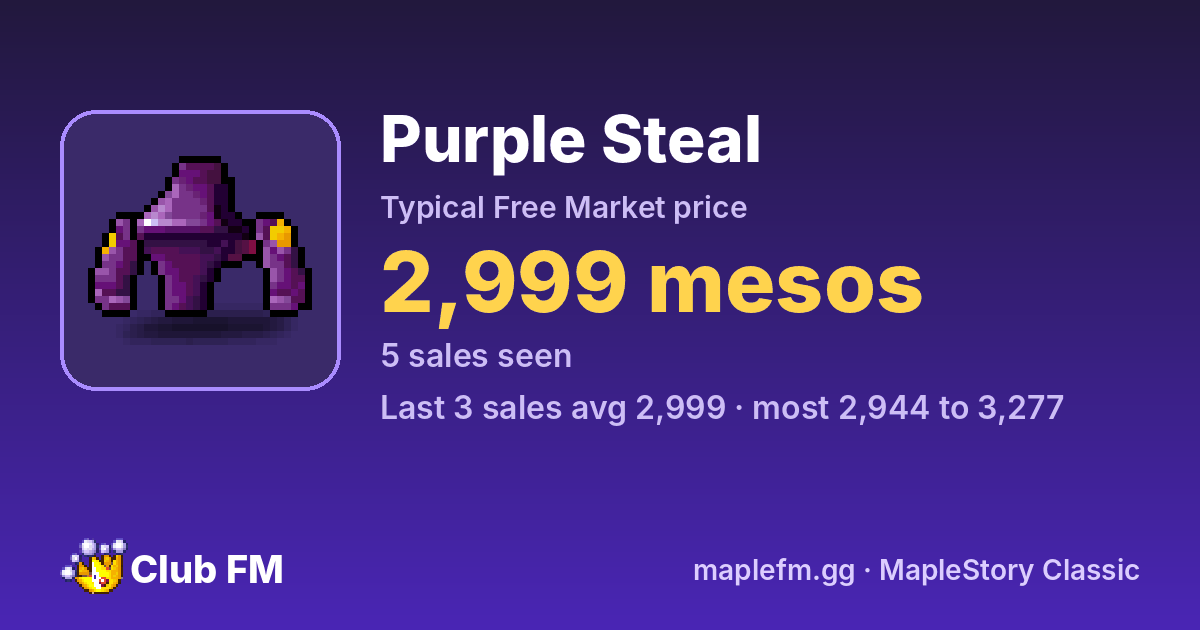 Purple Steal
Typical Free Market price
2,999 mesos
5 sales seen
Last 3 sales avg 2,999 · most 2,944 to 3,277
Club FM
maplefm.gg · MapleStory Classic